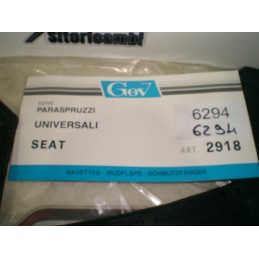 Sitoricambi
Gev
SERIE
PARASPRUZZI
UNIVERSALI
SEAT
6294
6294
ART. 2918
BAVETTES - MUDFLAPS - SCHMUTZFÄNGER